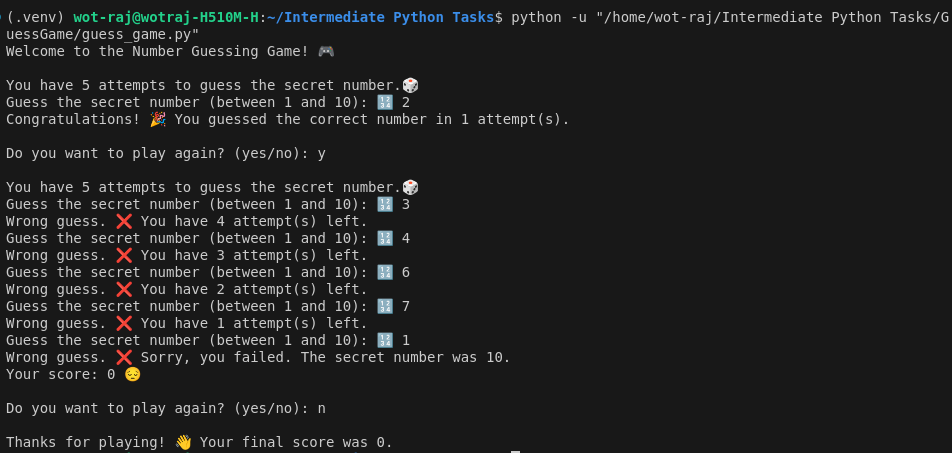 (.venv) wot-raj@wotraj-H510M-H:~/Intermediate Python Tasks$ python -u "/home/wot-raj/Intermediate Python Tasks/G
uessGame/guess_game.py"
Welcome to the Number Guessing Game! 🎮
You have 5 attempts to guess the secret number.🎲
Guess the secret number (between 1 and 10): 🔢 2
Congratulations! 🎉 You guessed the correct number in 1 attempt(s).
Do you want to play again? (yes/no): y
You have 5 attempts to guess the secret number.🎲
Guess the secret number (between 1 and 10): 🔢 3
Wrong guess. ❌ You have 4 attempt(s) left.
Guess the secret number (between 1 and 10): 🔢 4
Wrong guess. ❌ You have 3 attempt(s) left.
Guess the secret number (between 1 and 10): 🔢 6
Wrong guess. ❌ You have 2 attempt(s) left.
Guess the secret number (between 1 and 10): 🔢 7
Wrong guess. ❌ You have 1 attempt(s) left.
Guess the secret number (between 1 and 10): 🔢 1
Wrong guess. ❌ Sorry, you failed. The secret number was 10.
Your score: 0 😔
Do you want to play again? (yes/no): n
Thanks for playing! 👋 Your final score was 0.